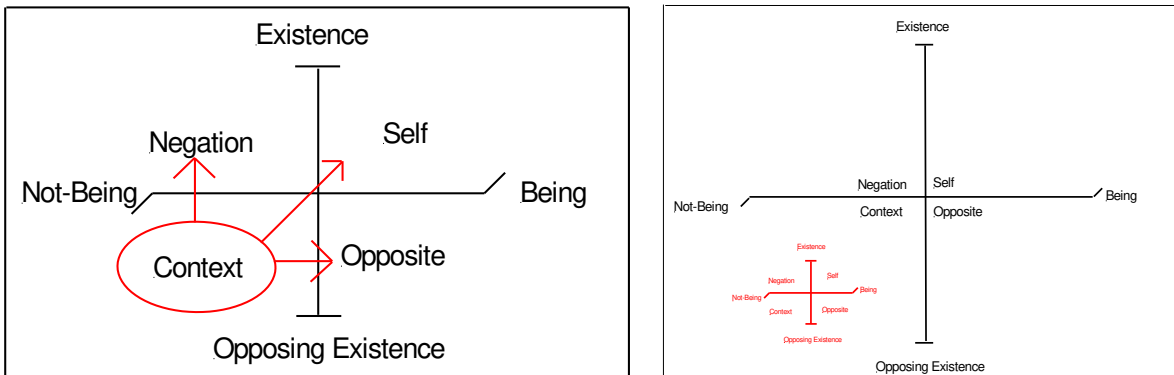 Existence
Negation
Self
Not-Being
Being
Context
Opposite
Opposing Existence
Existence
Negation
Self
Not-Being
Being
Context
Opposite
Existence
Negation
Self
Not-Being
Being
Context
Opposite
Opposing Existence
Opposing Existence